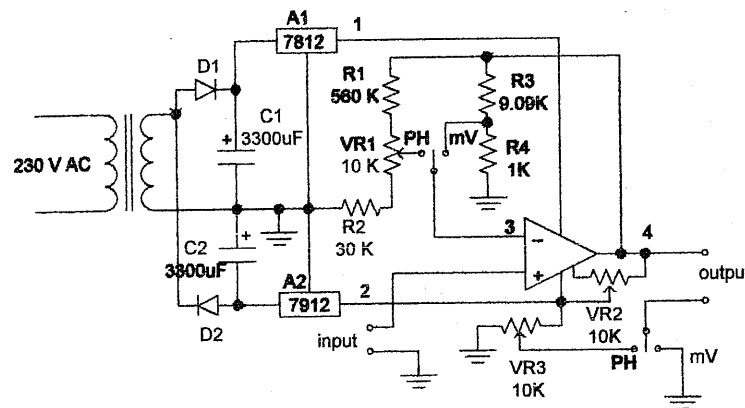 A1
1
7812
D1
R1
560 K
R3
9.09K
C1
3300uF
+
VR1
10 K
PH
mV
R4
1K
230 V AC
R2
30 K
3
−
+
4
C2
3300uF
+
A2
2
7912
D2
input
outpu
VR2
10K
VR3
10K
PH
mV